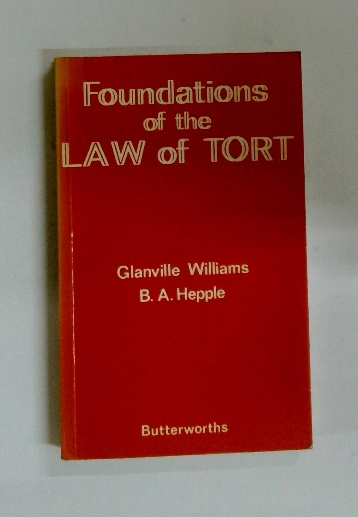 Foundations
of the
LAW of TORT
Glanville Williams
B. A. Hepple
Butterworths